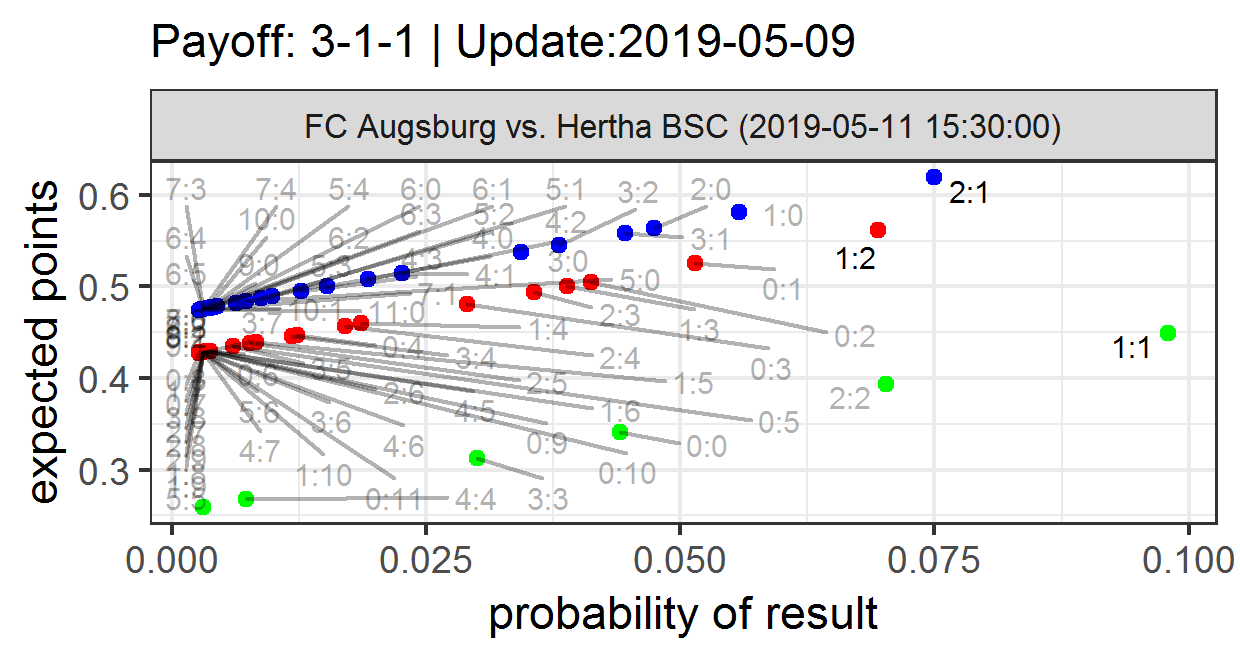 Payoff: 3-1-1 | Update:2019-05-09
FC Augsburg vs. Hertha BSC (2019-05-11 15:30:00)
expected points
0.6
0.5
0.4
0.3
7:3 7:4 5:4 6:0 6:1 5:1 3:2 2:0 2:1
10:0 6:3 5:2 4:2 1:0
6:4 6:2 4:0 3:1 1:2
6:5 9:0 5:3 4:3 4:1 3:0 5:0 0:1
7:1
3:7 10:1 11:0 1:4 2:3 1:3 0:2 1:1
0:4 3:4 2:4 0:3
0:6 3:5 2:5 1:5
2:6 2:2
5:6 3:6 4:5 1:6 0:5
4:7 4:6 0:9 0:0
1:10 0:10
5:5 0:11 4:4 3:3
0.000 0.025 0.050 0.075 0.100
probability of result